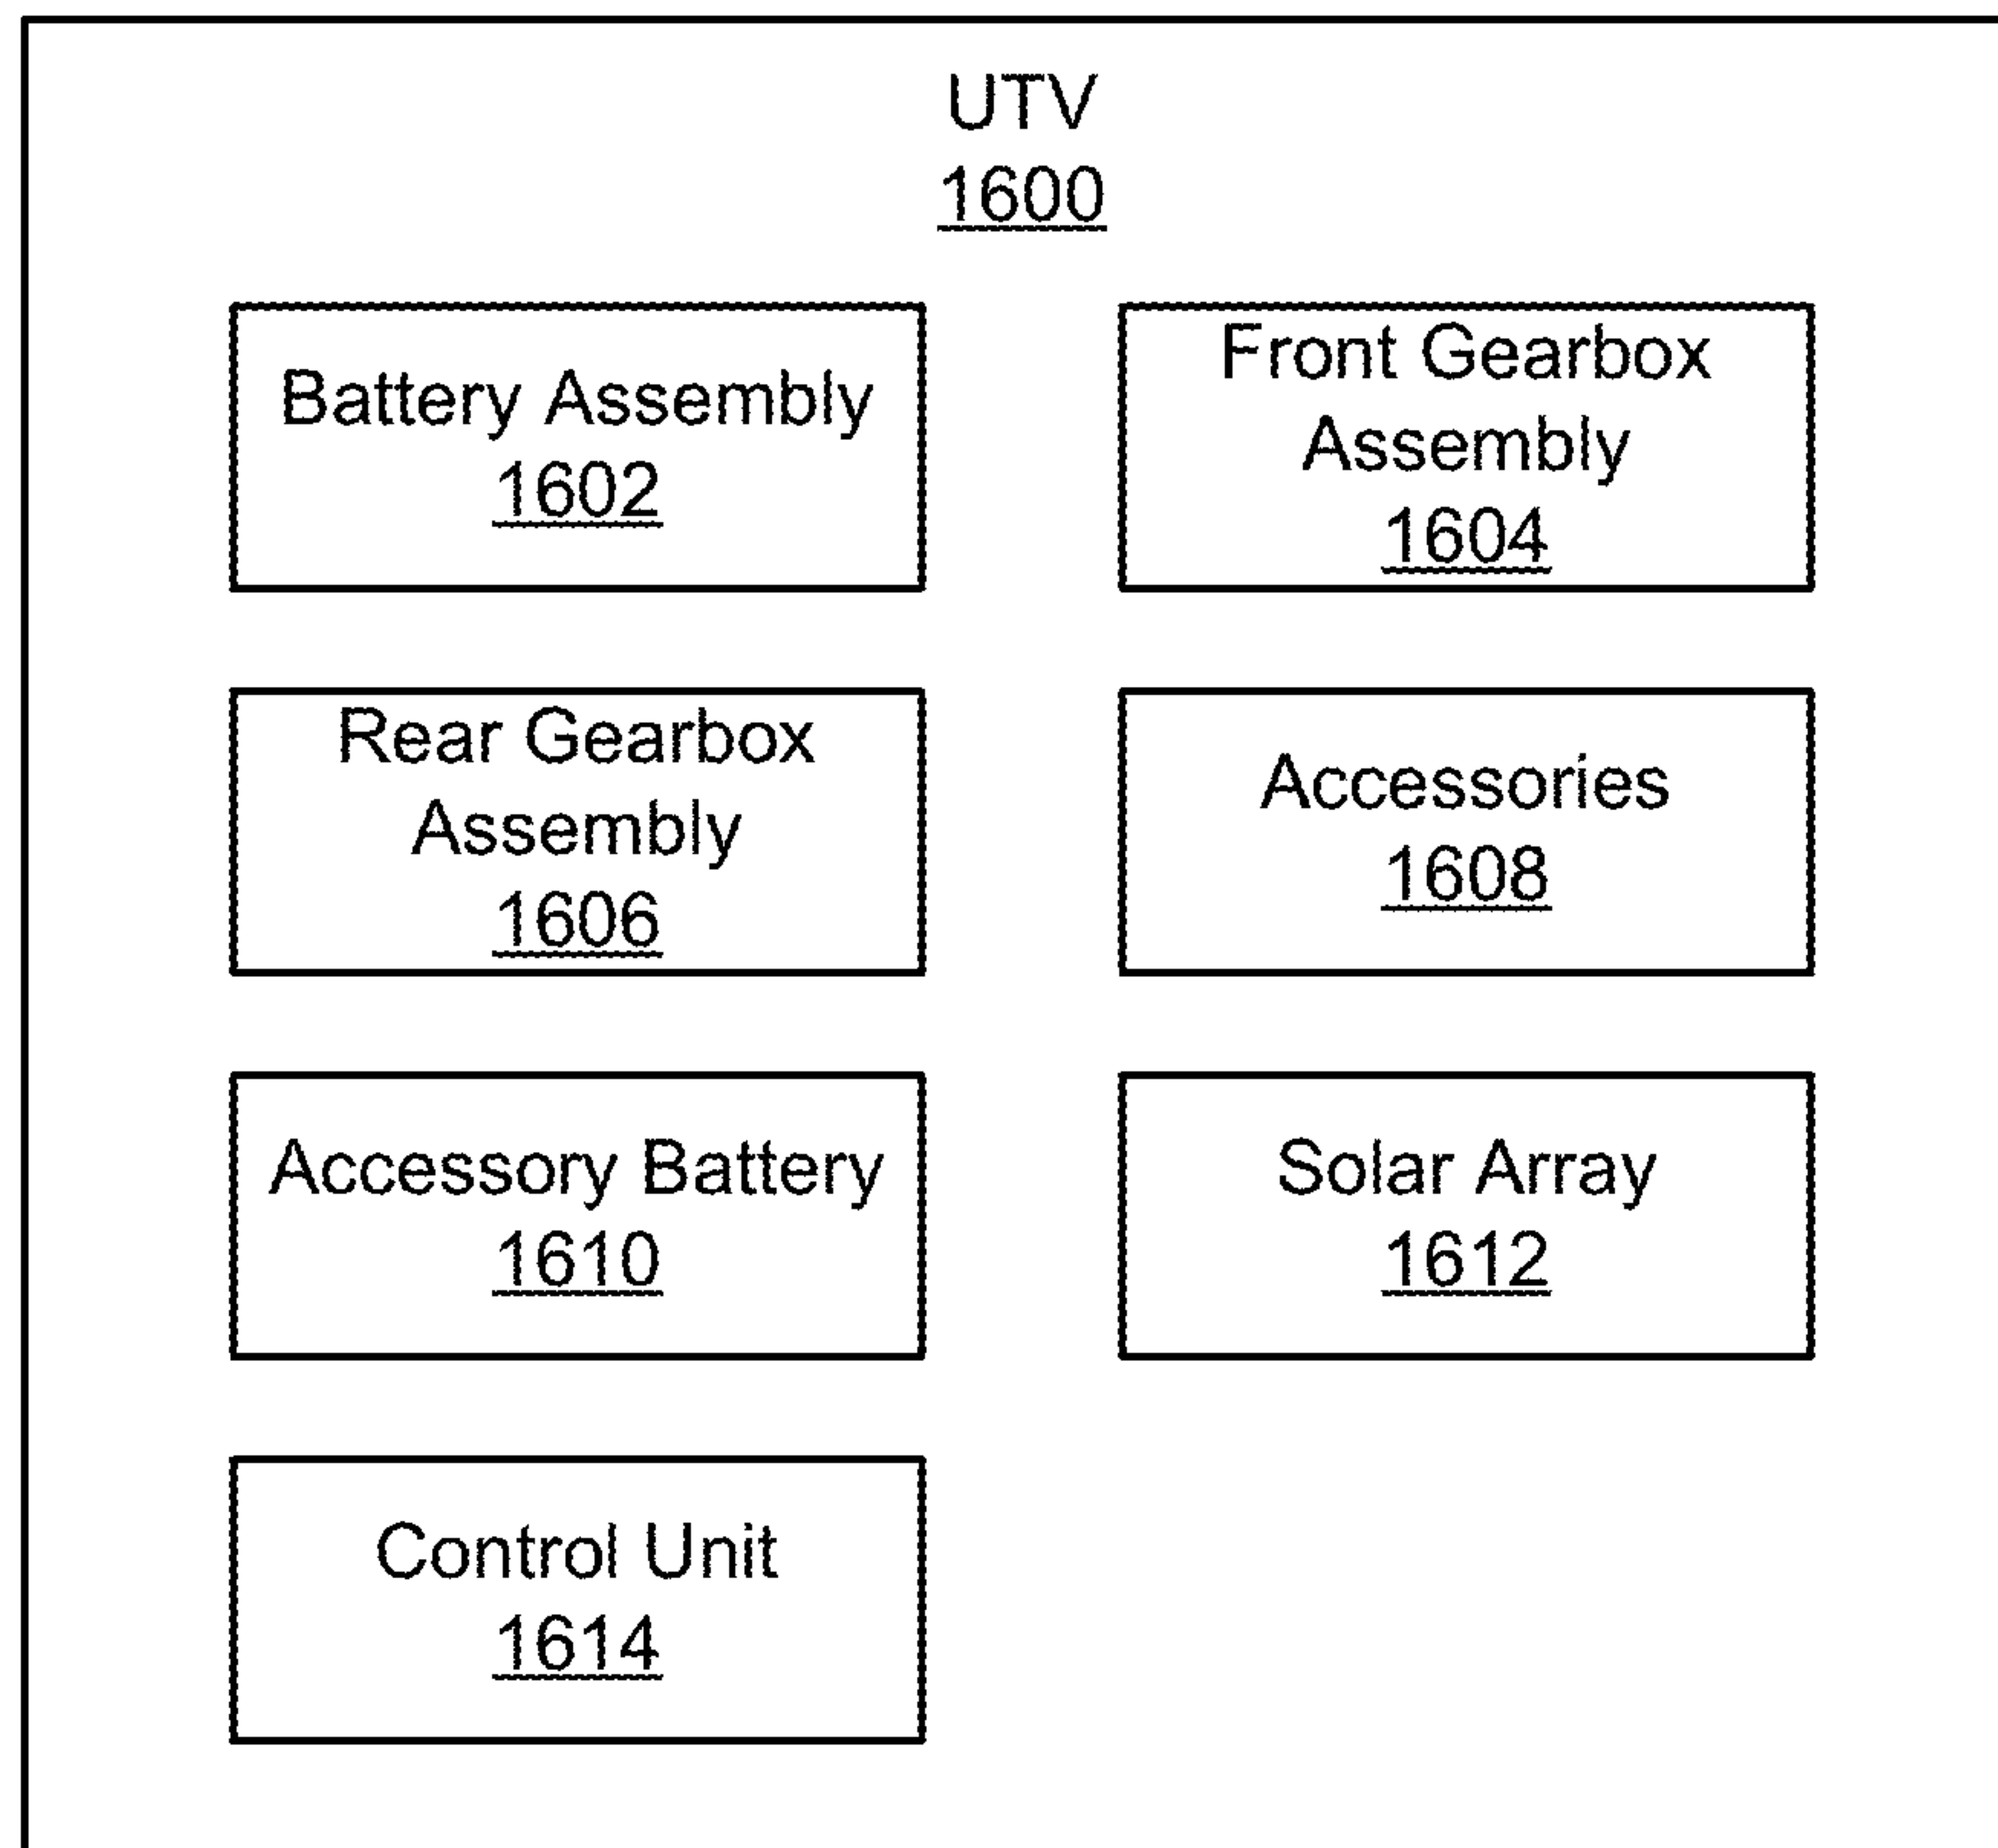 UTV
1600
Battery Assembly
1602
Front Gearbox
Assembly
1604
Rear Gearbox
Assembly
1606
Accessories
1608
Accessory Battery
1610
Solar Array
1612
Control Unit
1614